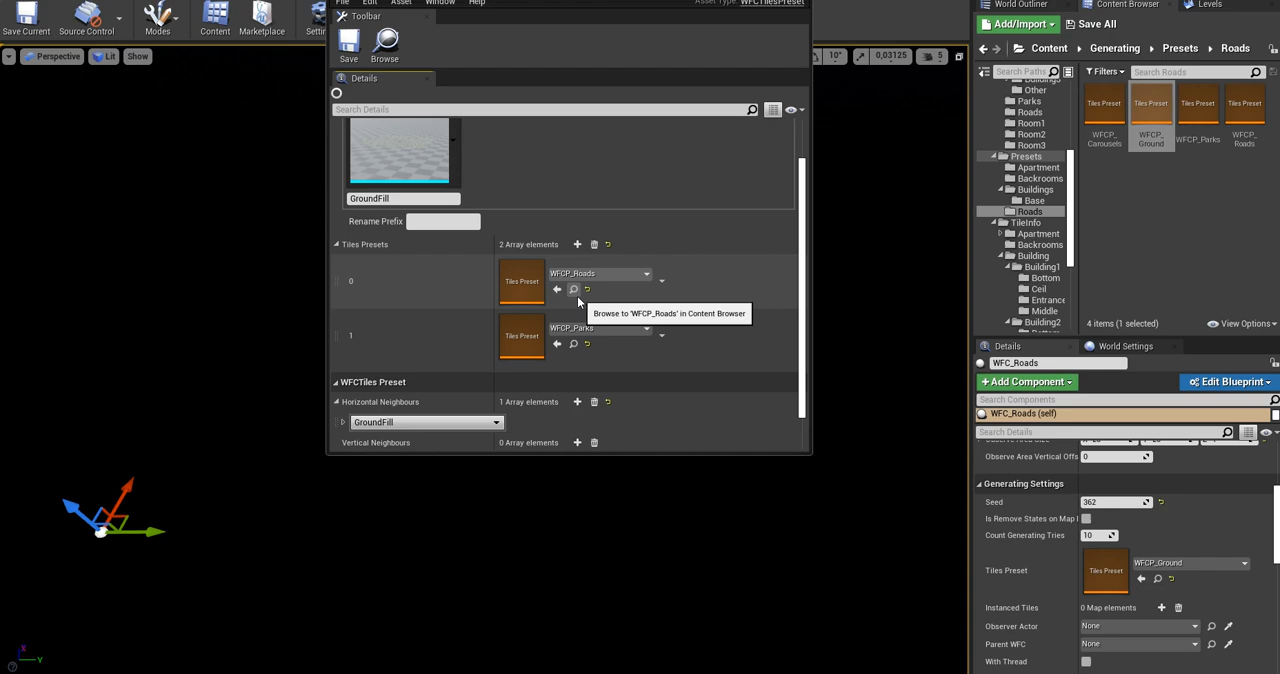 File Edit Asset Window Help Asset Type: WFCTilesPreset
Toolbar
Save Current Source Control Modes Content Marketplace
Save Browse
Perspective Lit Show
10° 0,03125 5
Details
Search Details
GroundFill
Rename Prefix
Tiles Presets 2 Array elements
0 Tiles Preset WFCP_Roads
Browse to 'WFCP_Roads' in Content Browser
1 Tiles Preset WFCP_Parks
WFCTiles Preset
Horizontal Neighbours 1 Array elements
GroundFill
Vertical Neighbours 0 Array elements
X Y
World Outliner Content Browser Levels
Add/Import Save All
Content Generating Presets Roads
Search Paths Filters Search Roads
Other
Parks
Roads
Room1
Room2
Room3
Presets
Apartment
Backrooms
Buildings
Base
Roads
TileInfo
Apartment
Backrooms
Building
Building1
Bottom
Ceil
Entrance
Middle
Building2
Tiles Preset Tiles Preset Tiles Preset Tiles Preset
WFCP_
Carousels
WFCP_
Ground
WFCP_Parks
WFCP_
Roads
4 items (1 selected) View Options
Details World Settings
WFC_Roads
+Add Component Edit Blueprint
Search Components
WFC_Roads (self)
Search Details
Observe Area Vertical Offs 0
Generating Settings
Seed 362
Is Remove States on Map
Count Generating Tries 10
Tiles Preset Tiles Preset WFCP_Ground
Instanced Tiles 0 Map elements
Observer Actor None
Parent WFC None
With Thread